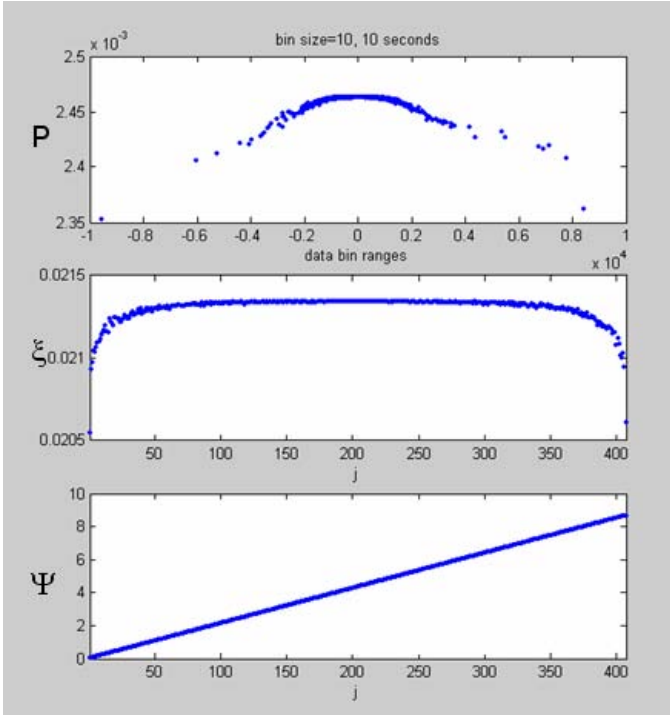 bin size=10, 10 seconds
x 10⁻³
2.5
2.45
2.4
2.35
P
-1 -0.8 -0.6 -0.4 -0.2 0 0.2 0.4 0.6 0.8 1
data bin ranges
x 10⁴
0.0215
0.021
0.0205
ξ
50 100 150 200 250 300 350 400
j
10
8
6
4
2
0
Ψ
50 100 150 200 250 300 350 400
j